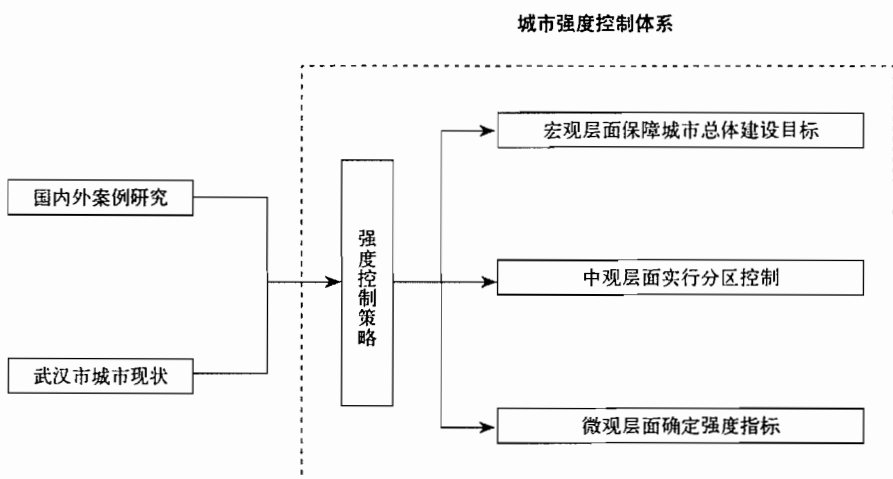 城市强度控制体系
宏观层面保障城市总体建设目标
国内外案例研究
强度控制策略
中观层面实行分区控制
武汉市城市现状
微观层面确定强度指标